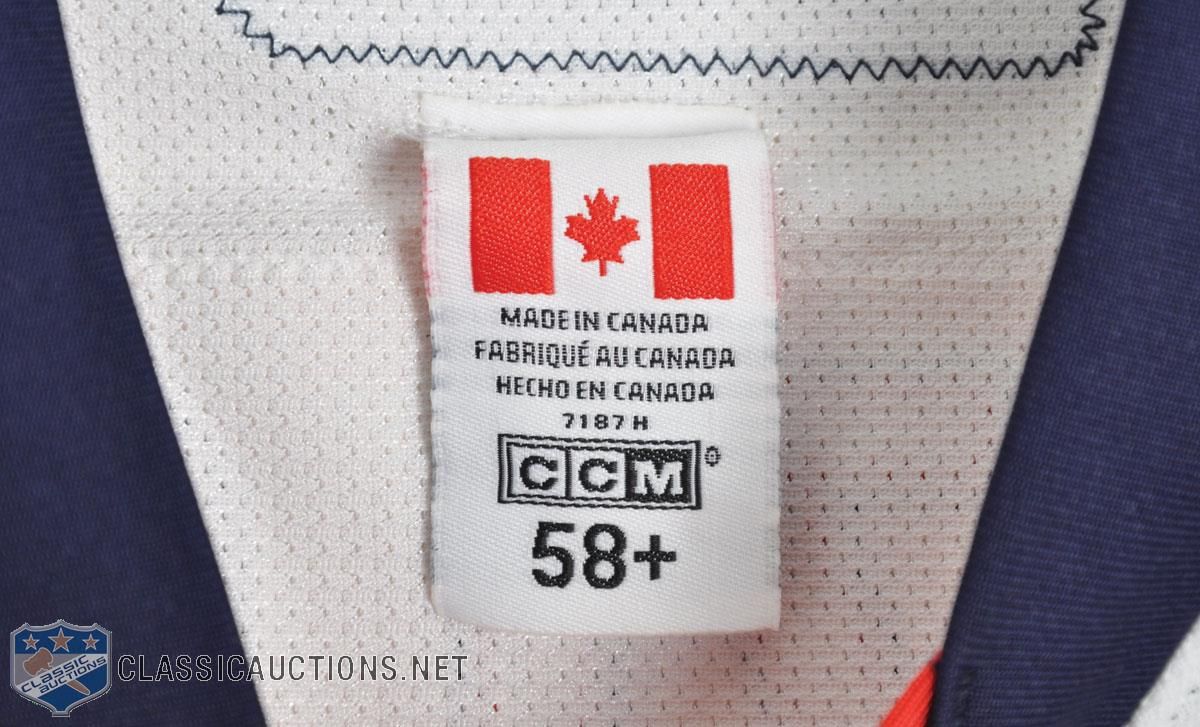 MADE IN CANADA
FABRIQUÉ AU CANADA
HECHO EN CANADA
7187 H
CCM®
58+
CLASSIC
AUCTIONS
CLASSICAUCTIONS.NET